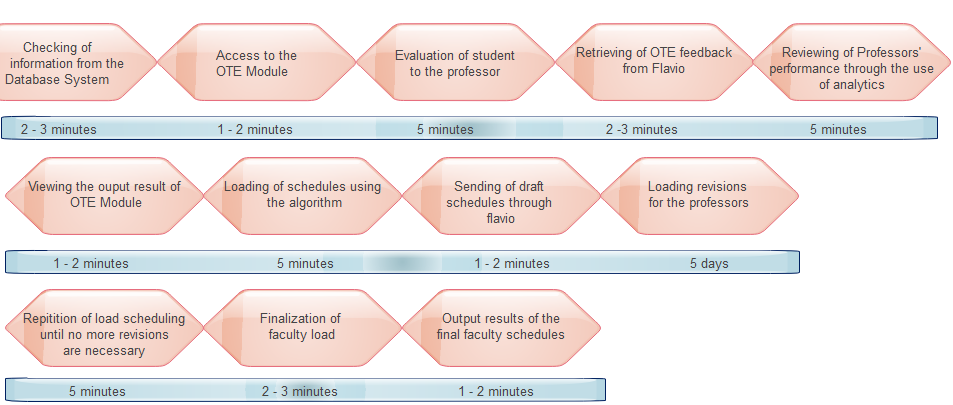 Checking of
information from the
Database System
Access to the
OTE Module
Evaluation of student
to the professor
Retrieving of OTE feedback
from Flavio
Reviewing of Professors'
performance through the use
of analytics
2 - 3 minutes
1 - 2 minutes
5 minutes
2 -3 minutes
5 minutes
Viewing the ouput result of
OTE Module
Loading of schedules using
the algorithm
Sending of draft
schedules through
flavio
Loading revisions
for the professors
1 - 2 minutes
5 minutes
1 - 2 minutes
5 days
Repitition of load scheduling
until no more revisions
are necessary
Finalization of
faculty load
Output results of the
final faculty schedules
5 minutes
2 - 3 minutes
1 - 2 minutes